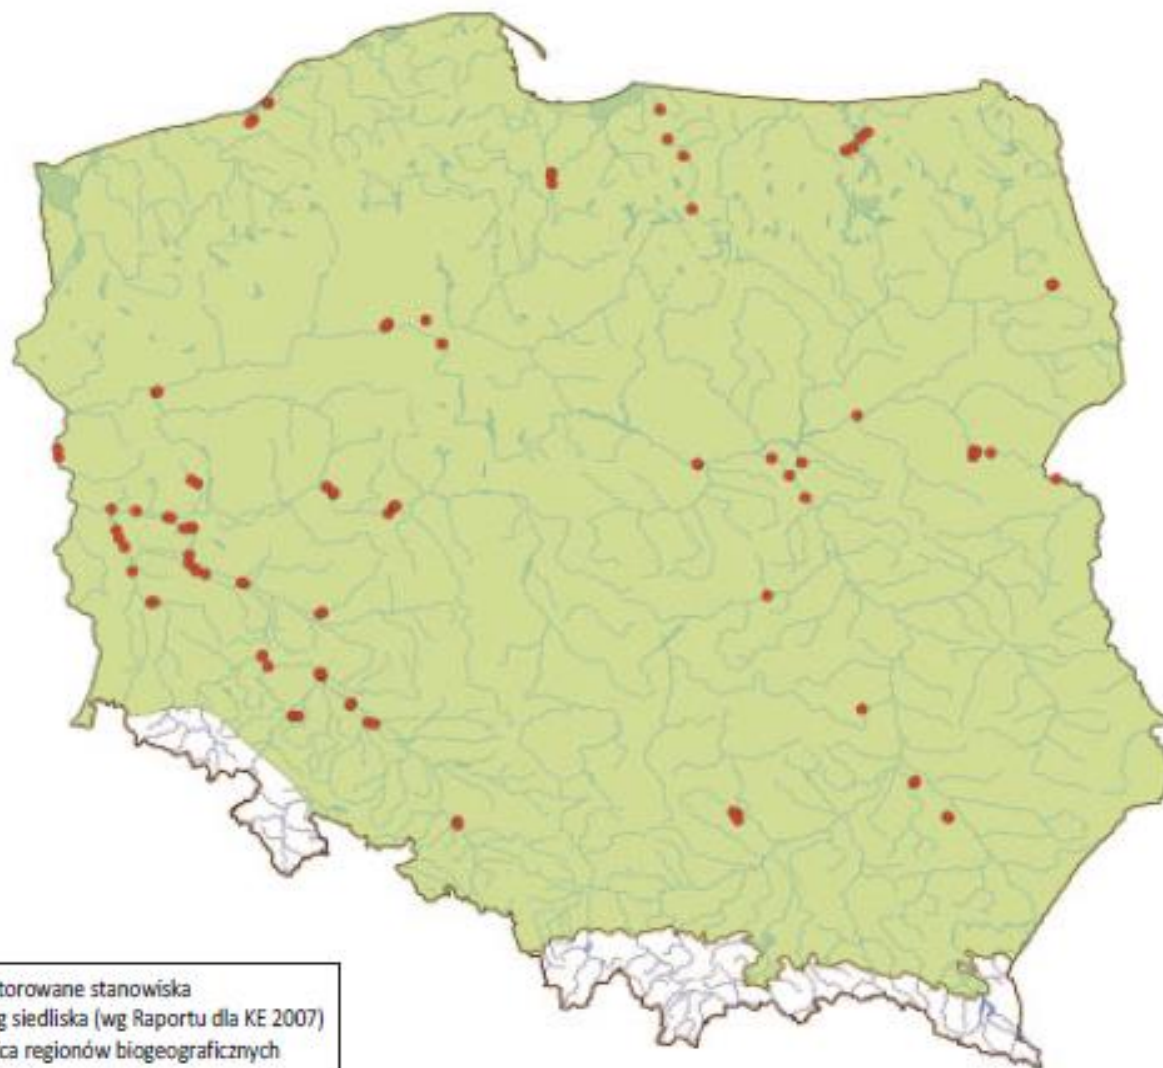 torowane stanowiska
g siedliska (wg Raportu dla KE 2007)
ca regionów biogeograficznych